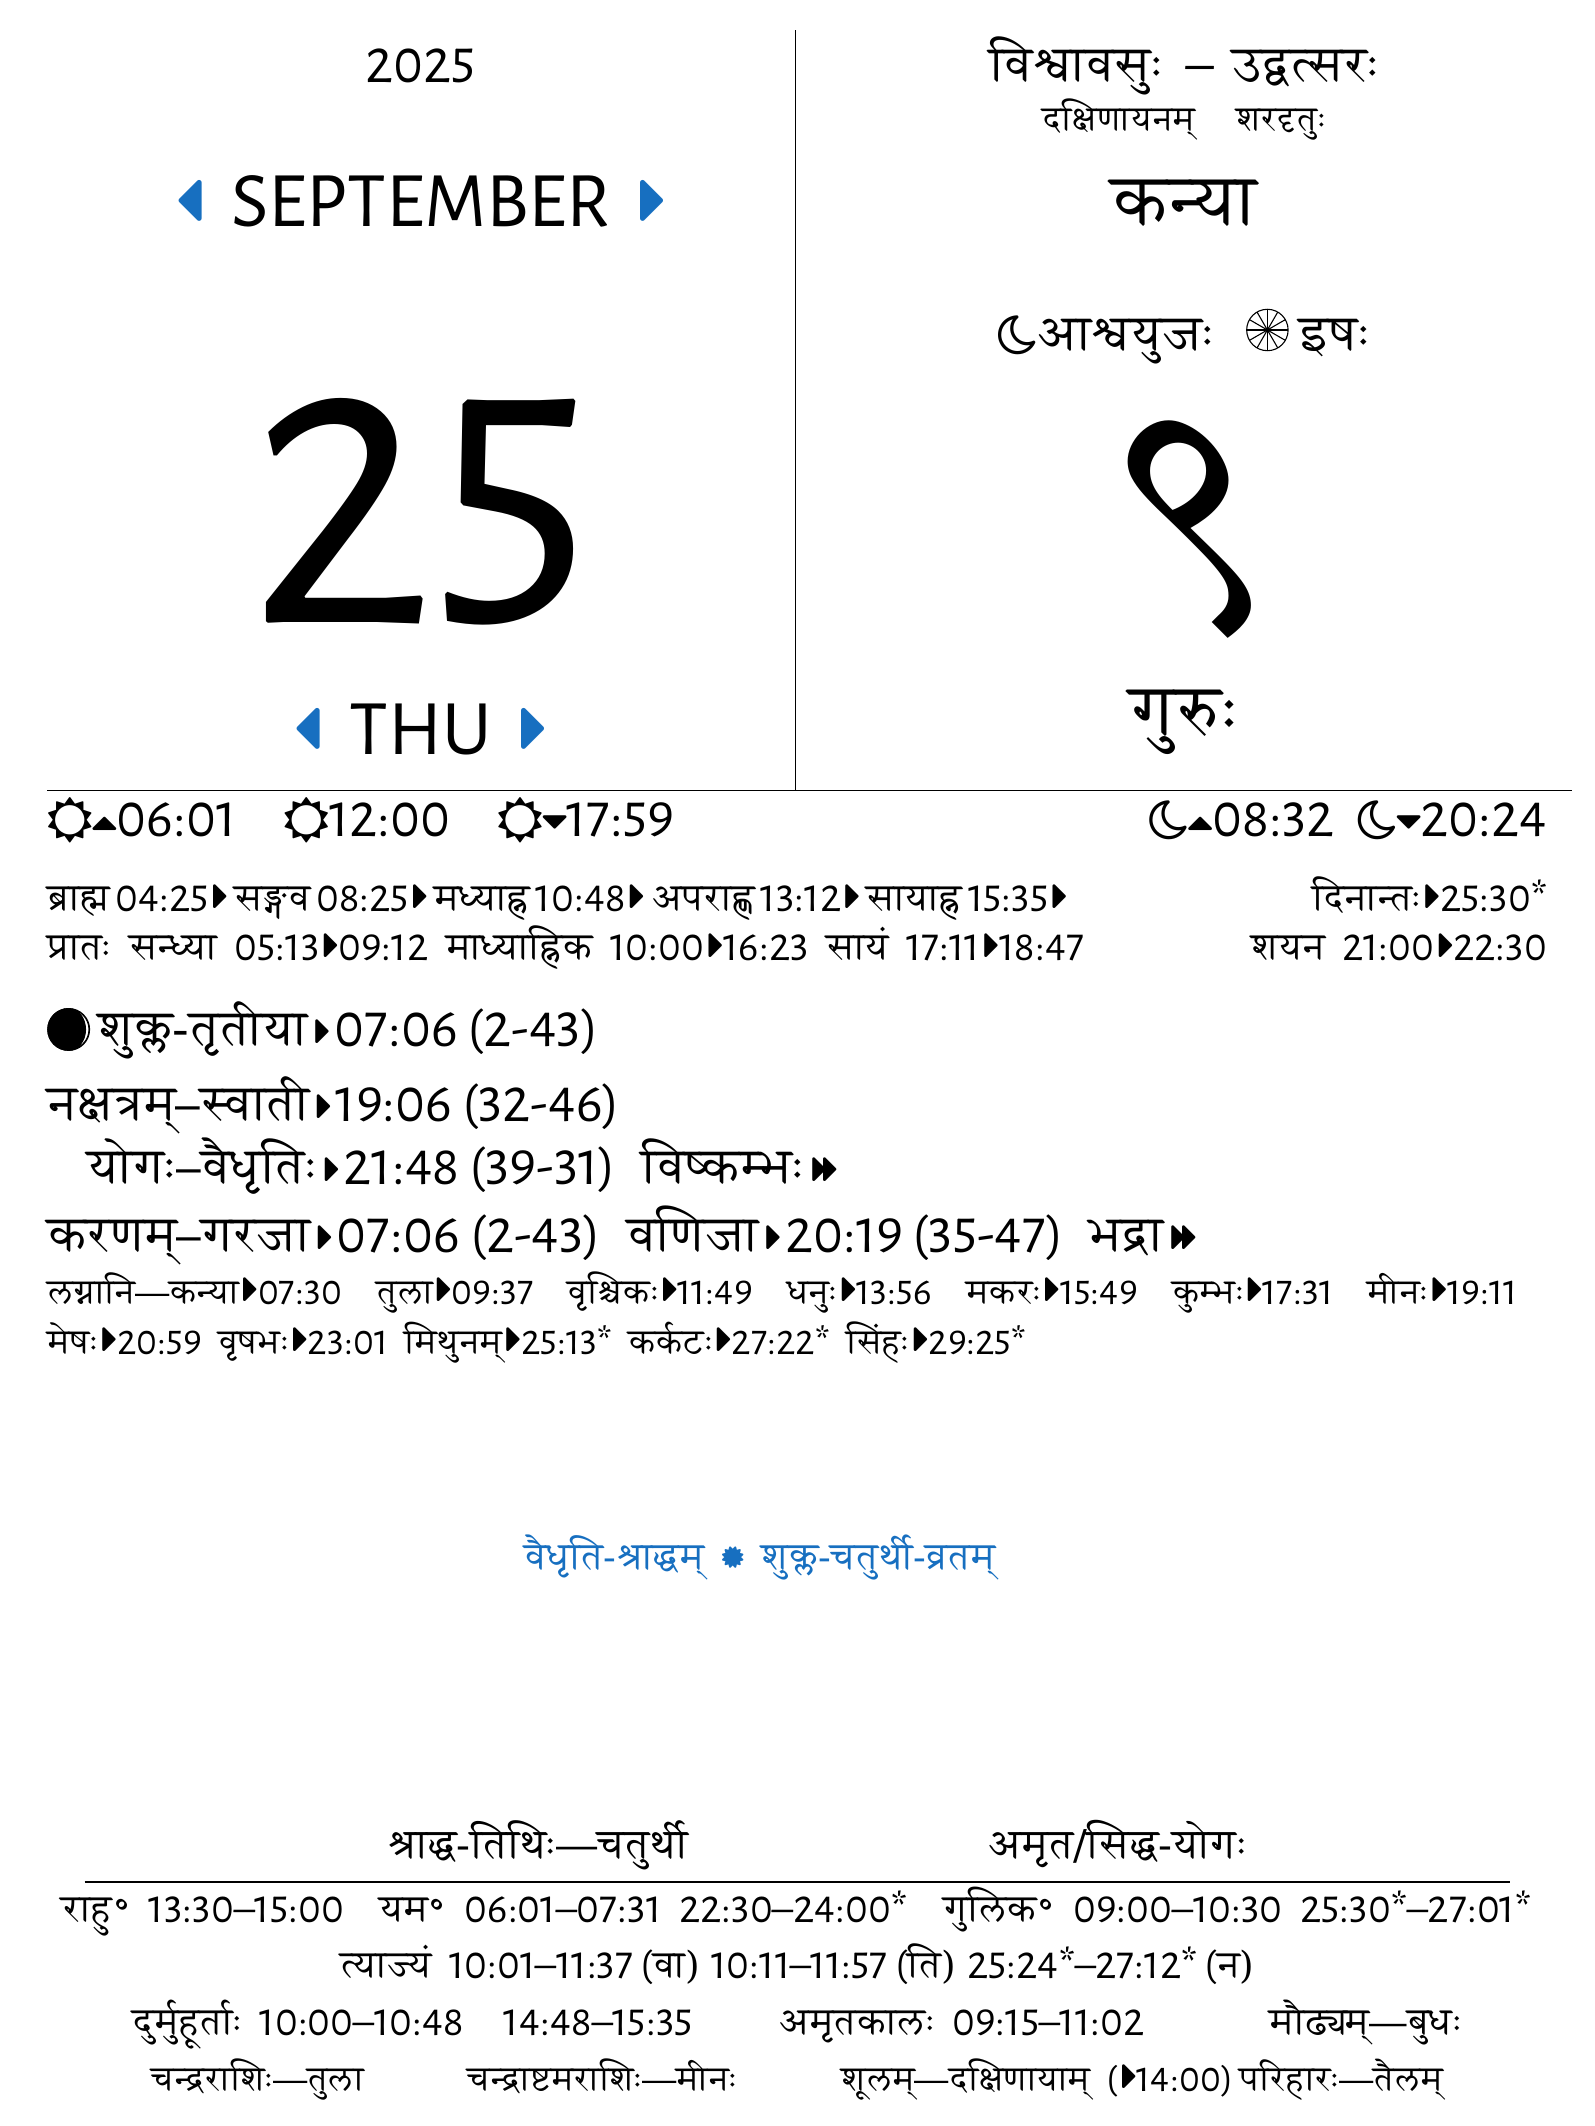 2025
SEPTEMBER
25
THU
विश्वावसुः – उद्वत्सरः
दक्षिणायनम् शरदृतुः
कन्या
आश्वयुजः इषः
९
गुरुः
06:01 12:00 17:59 08:32 20:24
ब्राह्म 04:25 सङ्गव 08:25 मध्याह्न 10:48 अपराह्ण 13:12 सायाह्न 15:35 दिनान्तः 25:30*
प्रातः सन्ध्या 05:13 09:12 माध्याह्निक 10:00 16:23 सायं 17:11 18:47 शयन 21:00 22:30
शुक्ल-तृतीया 07:06 (2-43)
नक्षत्रम्–स्वाती 19:06 (32-46)
योगः–वैधृतिः 21:48 (39-31) विष्कम्भः
करणम्–गरजा 07:06 (2-43) वणिजा 20:19 (35-47) भद्रा
लग्नानि—कन्या 07:30 तुला 09:37 वृश्चिकः 11:49 धनुः 13:56 मकरः 15:49 कुम्भः 17:31 मीनः 19:11
मेषः 20:59 वृषभः 23:01 मिथुनम् 25:13* कर्कटः 27:22* सिंहः 29:25*
वैधृति-श्राद्धम् ✹ शुक्ल-चतुर्थी-व्रतम्
श्राद्ध-तिथिः—चतुर्थी अमृत/सिद्ध-योगः
राहु॰ 13:30–15:00 यम॰ 06:01–07:31 22:30–24:00* गुलिक॰ 09:00–10:30 25:30*–27:01*
त्याज्यं 10:01–11:37 (वा) 10:11–11:57 (ति) 25:24*–27:12* (न)
दुर्मुहूर्ताः 10:00–10:48 14:48–15:35 अमृतकालः 09:15–11:02 मौढ्यम्—बुधः
चन्द्रराशिः—तुला चन्द्राष्टमराशिः—मीनः शूलम्—दक्षिणायाम् (14:00) परिहारः—तैलम्